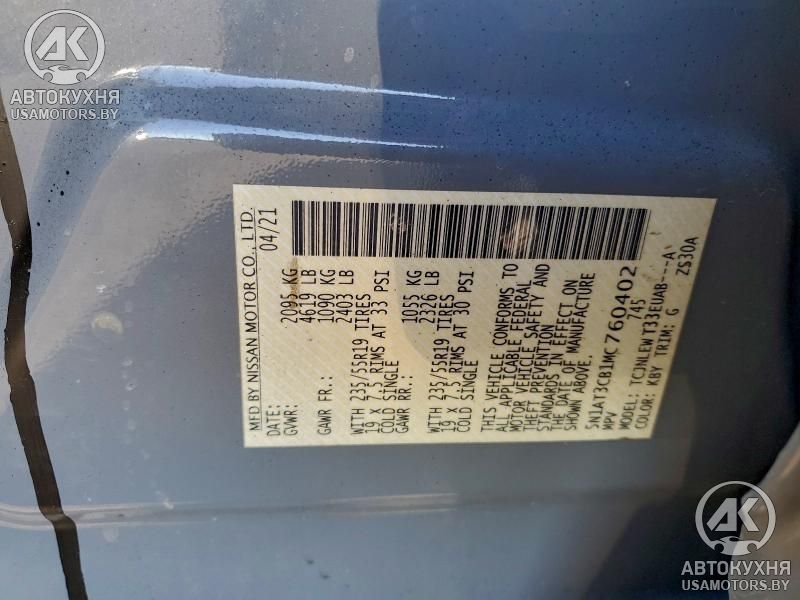 AK
АВТОКУХНЯ
USAMOTORS.BY
MFD BY NISSAN MOTOR CO., LTD.
DATE: 04/21
GVWR: 2095 KG
4619 LB
GAWR FR.: 1090 KG
2403 LB
WITH 235/55R19 TIRES
19 X 7.5 RIMS AT 33 PSI
COLD SINGLE
GAWR RR.: 1055 KG
2326 LB
WITH 235/55R19 TIRES
19 X 7.5 RIMS AT 30 PSI
COLD SINGLE
THIS VEHICLE CONFORMS TO
ALL APPLICABLE FEDERAL
MOTOR VEHICLE SAFETY AND
THEFT PREVENTION
STANDARDS IN EFFECT ON
THE DATE OF MANUFACTURE
SHOWN ABOVE.
5N1AT3CB1MC760402
MPV 745
MODEL: TCJNLEWT33EUAB---A
COLOR: KBY TRIM: G ZS30A
AK
АВТОКУХНЯ
USAMOTORS.BY